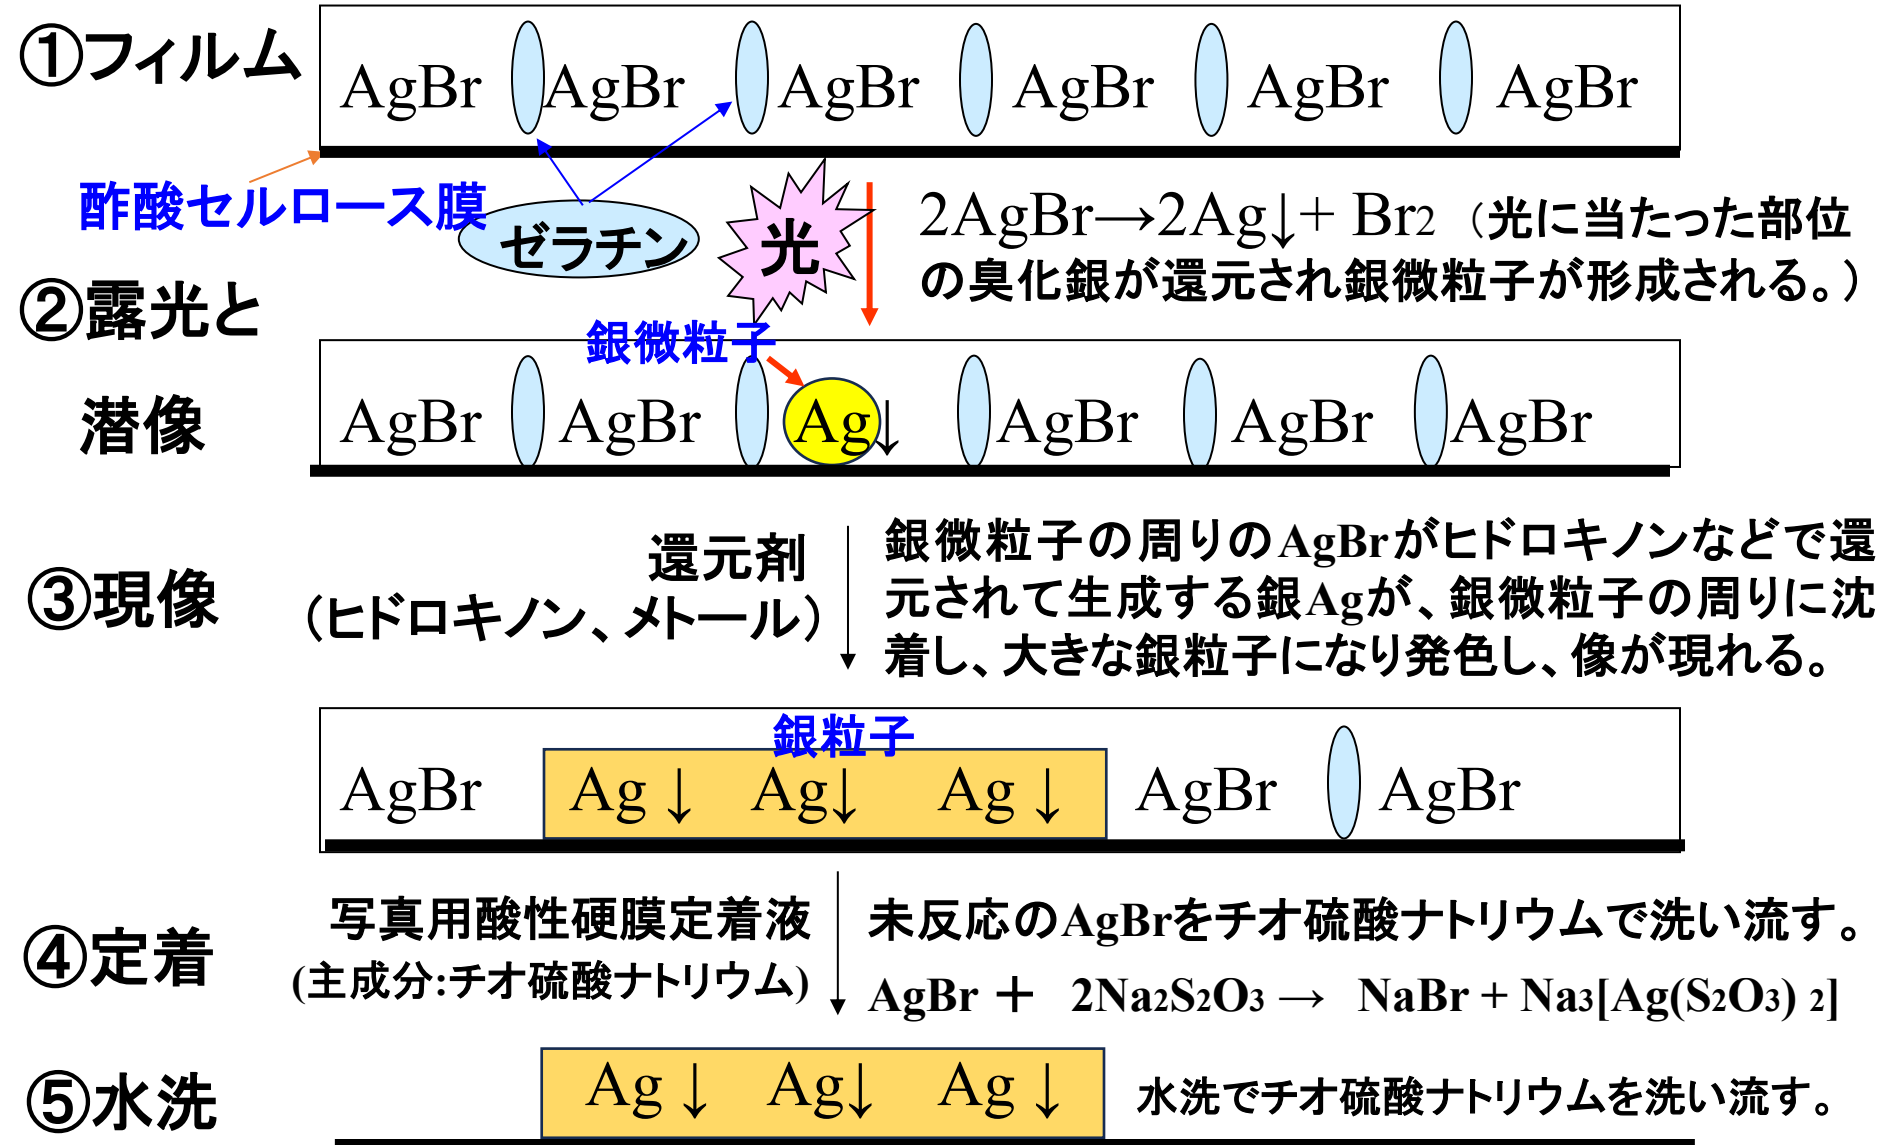 ①フィルム
AgBr AgBr AgBr AgBr AgBr AgBr
酢酸セルロース膜
ゼラチン
光
2AgBr→2Ag↓+ Br2 （光に当たった部位
の臭化銀が還元され銀微粒子が形成される。）
②露光と
潜像
銀微粒子
AgBr AgBr Ag↓ AgBr AgBr AgBr
③現像
還元剤
（ヒドロキノン、メトール）
銀微粒子の周りのAgBrがヒドロキノンなどで還
元されて生成する銀Agが、銀微粒子の周りに沈
着し、大きな銀粒子になり発色し、像が現れる。
銀粒子
AgBr Ag ↓ Ag↓ Ag ↓ AgBr AgBr
④定着
写真用酸性硬膜定着液
(主成分:チオ硫酸ナトリウム)
未反応のAgBrをチオ硫酸ナトリウムで洗い流す。
AgBr ＋ 2Na2S2O3 → NaBr + Na3[Ag(S2O3) 2]
⑤水洗
Ag ↓ Ag↓ Ag ↓
水洗でチオ硫酸ナトリウムを洗い流す。